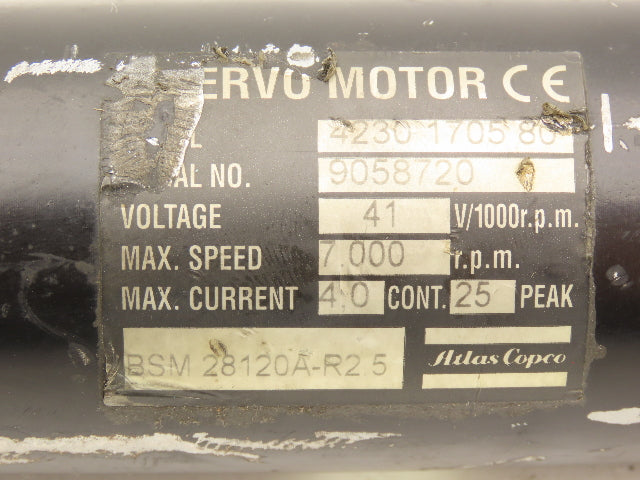 ERVO MOTOR CE
L 4230 1705 80
AL NO. 9058720
VOLTAGE 41 V/1000r.p.m.
MAX. SPEED 7.000 r.p.m.
MAX. CURRENT 4.0 CONT. 25 PEAK
BSM 28120A-R2.5 Atlas Copco